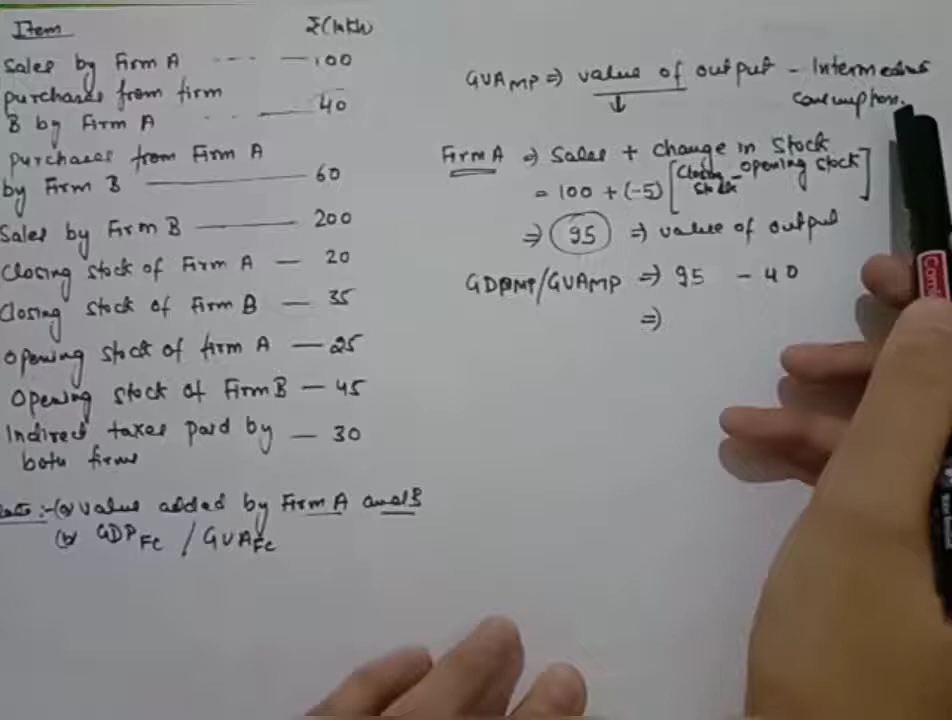 Item ₹(lakh)
Sales by Firm A ---- — 100
purchases from firm
B by Firm A ---- — 40
purchases from Firm A
by Firm B — 60
Sales by Firm B — 200
Closing stock of Firm A — 20
Closing stock of Firm B — 35
Opening stock of firm A — 25
Opening stock of Firm B — 45
Indirect taxes paid by — 30
both firms
:- (a) value added by Firm A and B
(b) GDPFC / GVAFC
GVAMP ⇒ value of output - Intermediate
consumption.
↓
Firm A ⇒ Sales + change in stock
= 100 + (-5) [Closing stock - opening stock]
⇒ 95 ⇒ value of output
GDPMP/GVAMP ⇒ 95 - 40
⇒